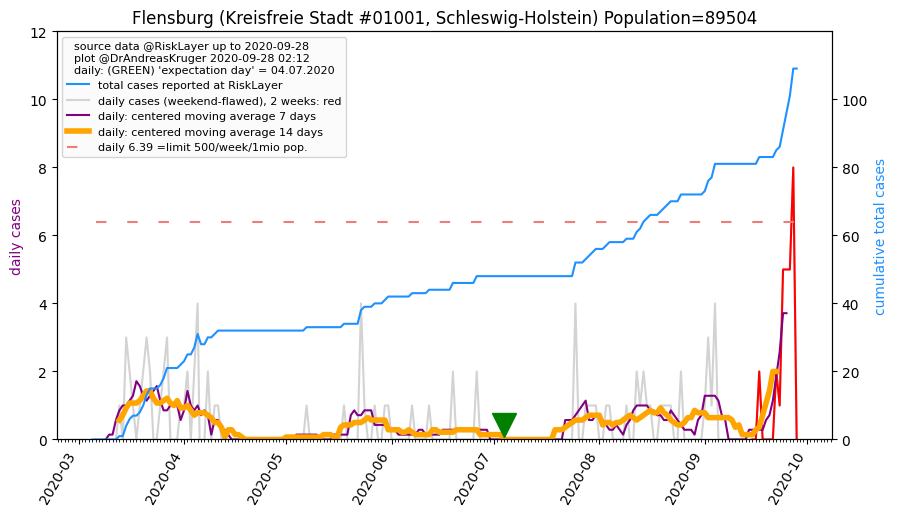 Flensburg (Kreisfreie Stadt #01001, Schleswig-Holstein) Population=89504
source data @RiskLayer up to 2020-09-28
plot @DrAndreasKruger 2020-09-28 02:12
daily: (GREEN) 'expectation day' = 04.07.2020
total cases reported at RiskLayer
daily cases (weekend-flawed), 2 weeks: red
daily: centered moving average 7 days
daily: centered moving average 14 days
daily 6.39 =limit 500/week/1mio pop.
daily cases
12
10
8
6
4
2
0
cumulative total cases
100
80
60
40
20
0
2020-03
2020-04
2020-05
2020-06
2020-07
2020-08
2020-09
2020-10